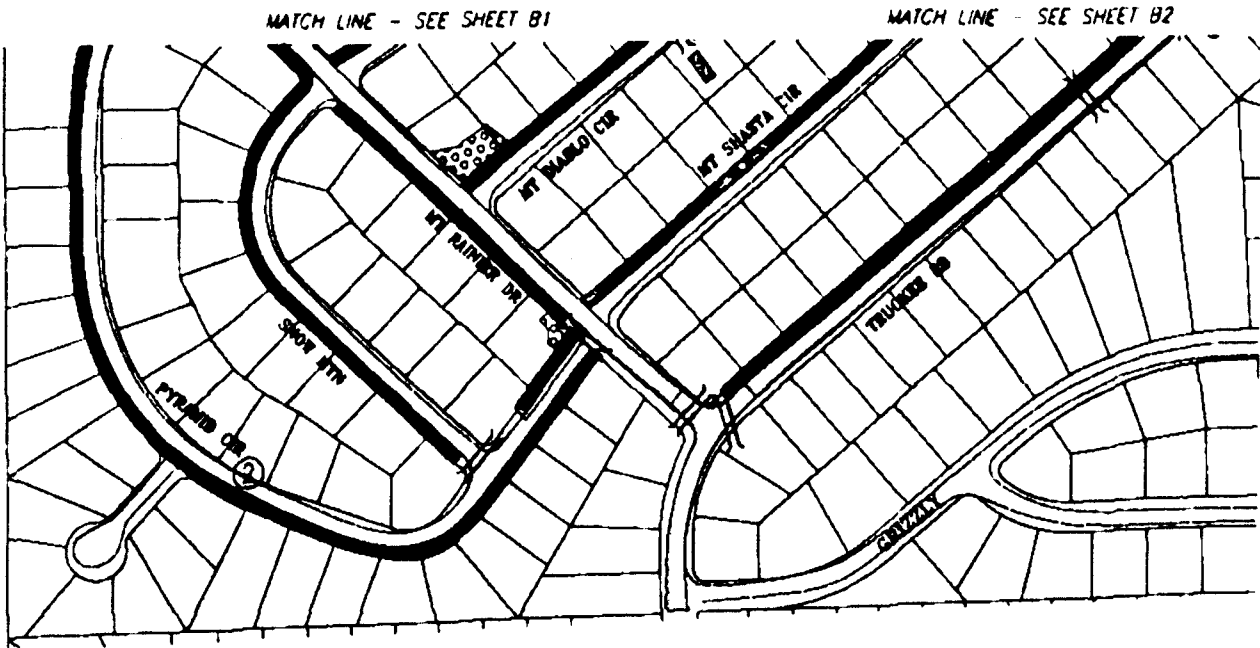 MATCH LINE - SEE SHEET B1
MATCH LINE - SEE SHEET B2
MT DIABLO CIR
MT SHASTA CIR
MT RAINIER DR
TRUCKEE RD
SNOW MTN
PYRAMID CIR
2
GRIZZLY